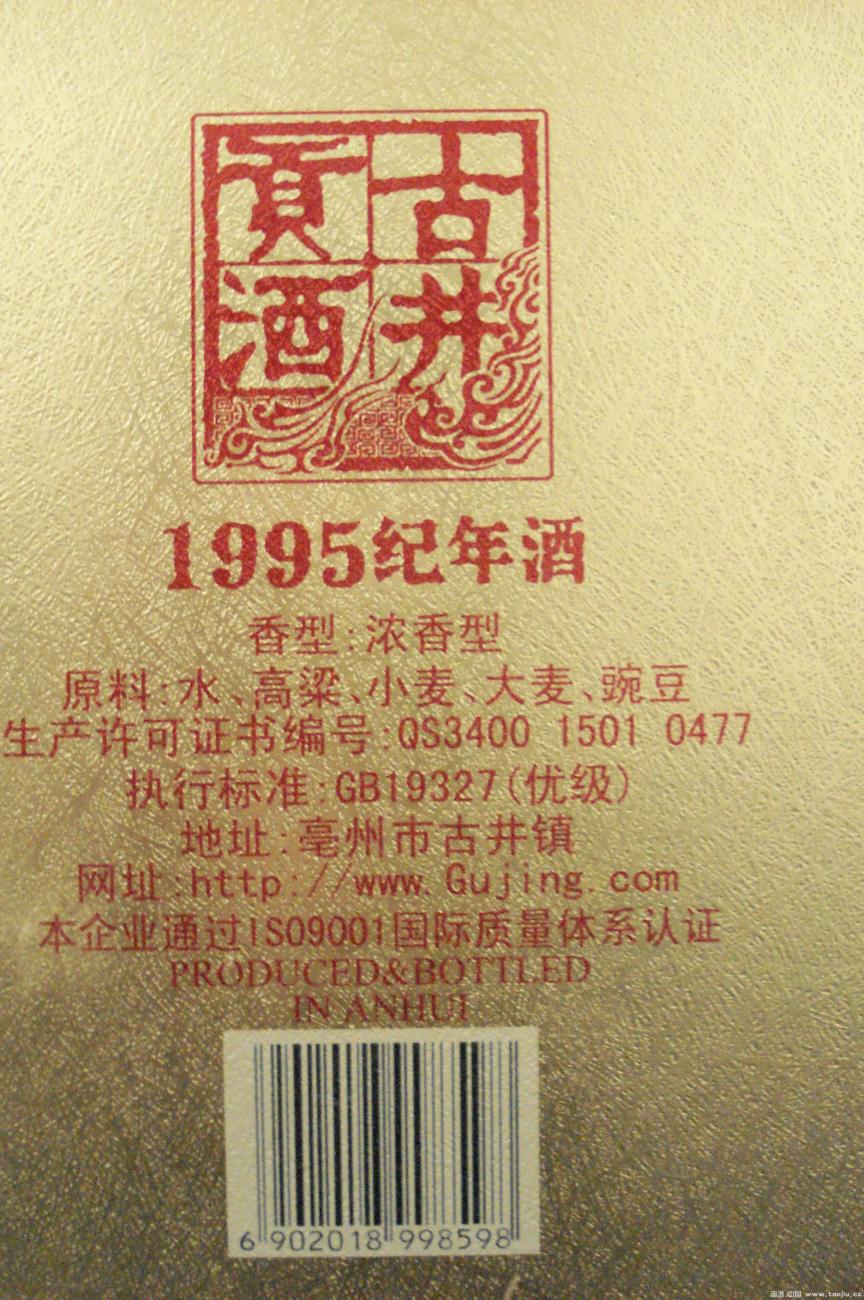 古井
贡酒
1995纪年酒
香型:浓香型
原料:水、高粱、小麦、大麦、豌豆
生产许可证书编号:QS3400 1501 0477
执行标准:GB19327(优级)
地址:亳州市古井镇
网址:http://www.Gujing.com
本企业通过ISO9001国际质量体系认证
PRODUCED&BOTTLED
IN ANHUI
6 902018 998598
www.taojiu.cc